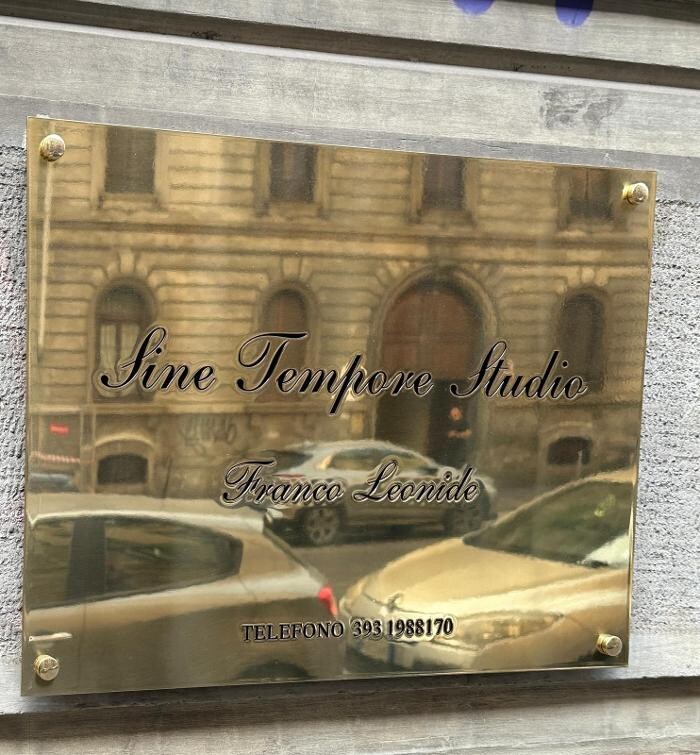 Sine Tempore Studio
Franco Leonide
TELEFONO 393 1988170